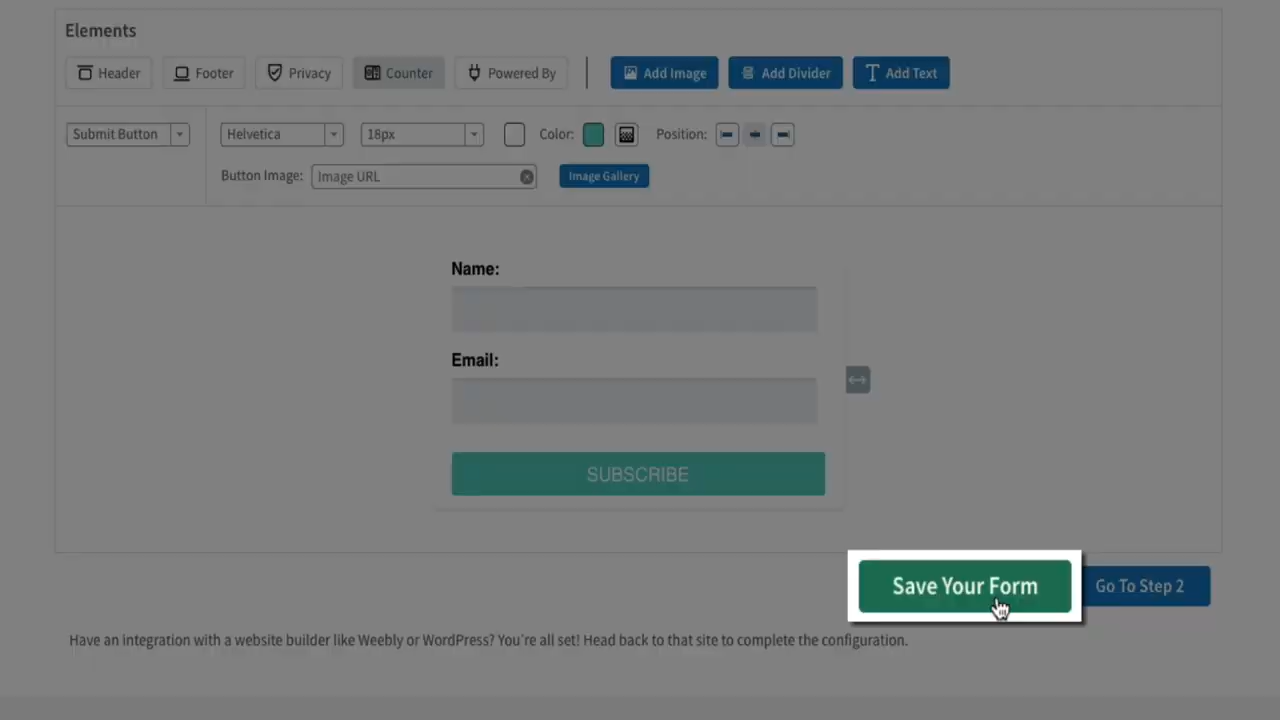 Elements
Header Footer Privacy Counter Powered By Add Image Add Divider Add Text
Submit Button Helvetica 18px Color: Position:
Button Image: Image URL Image Gallery
Name:
Email:
SUBSCRIBE
Save Your Form Go To Step 2
Have an integration with a website builder like Weebly or WordPress? You're all set! Head back to that site to complete the configuration.